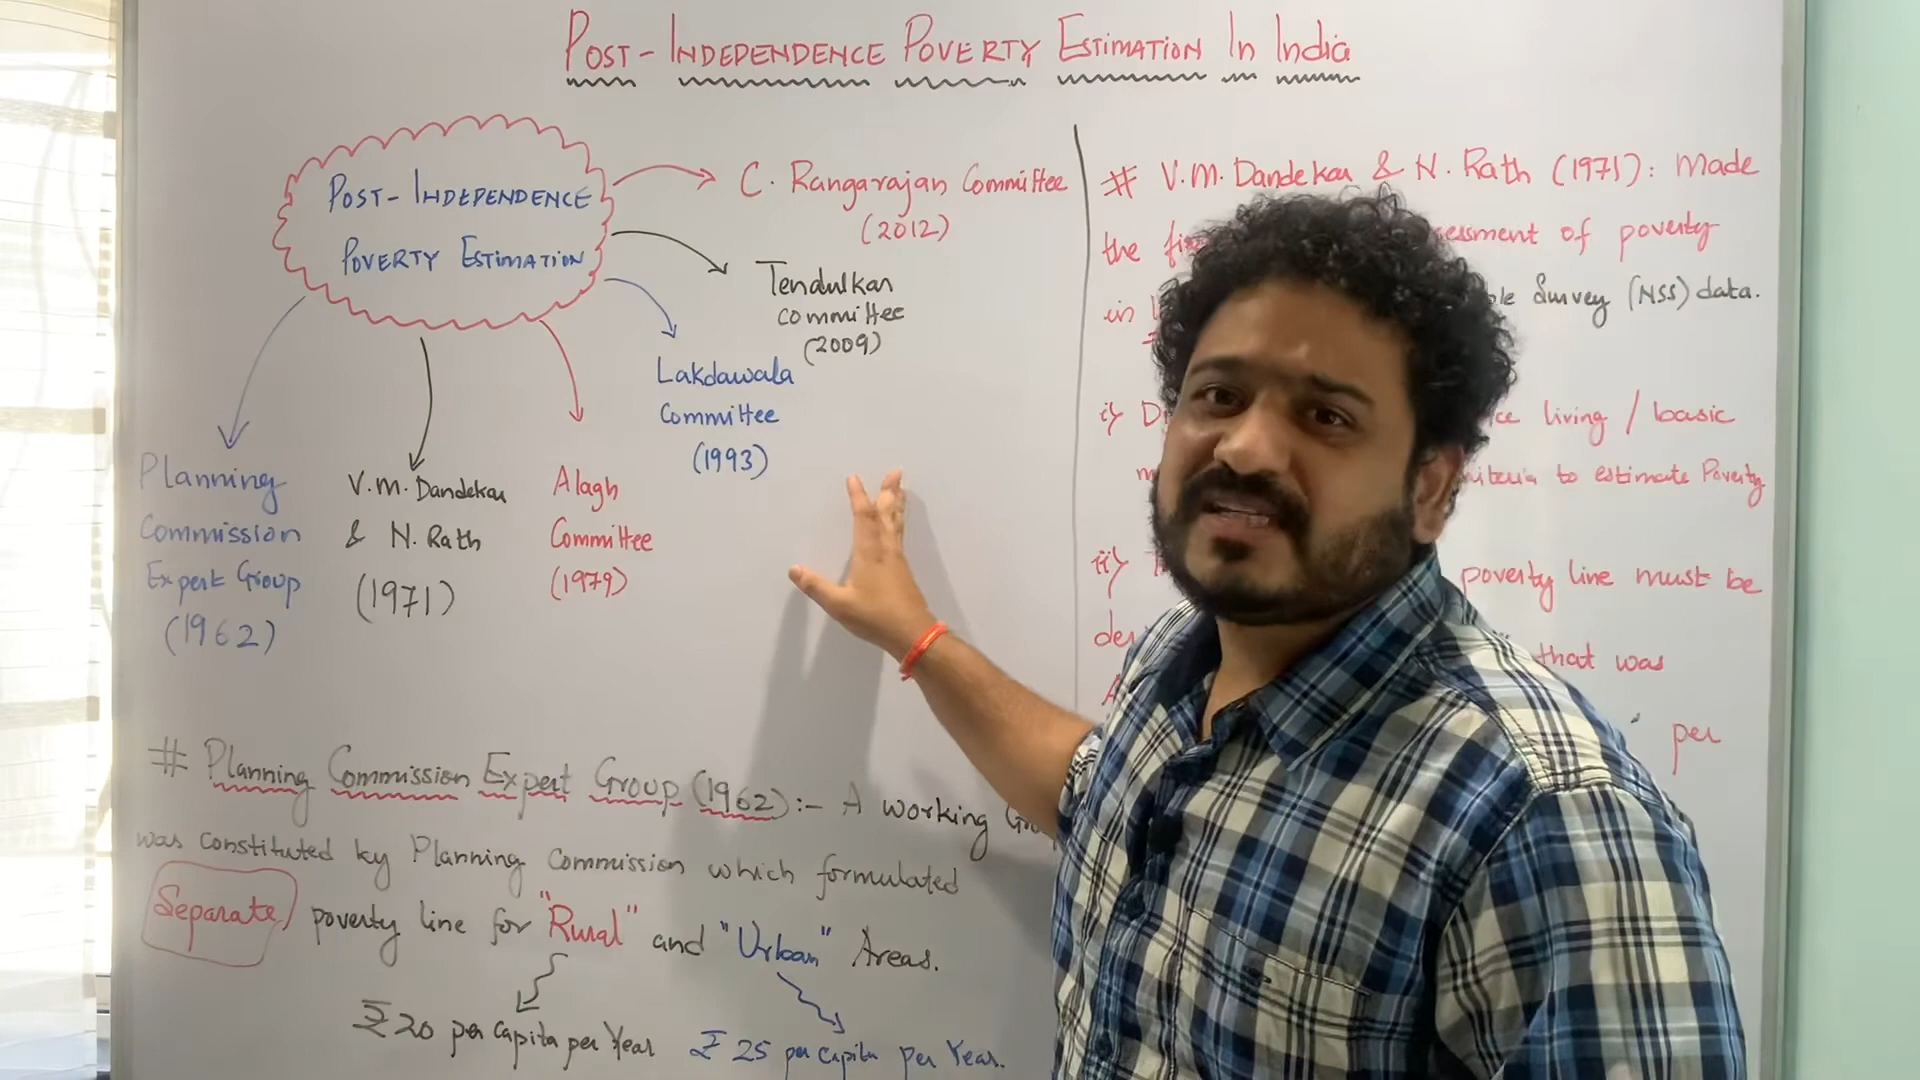 POST-INDEPENDENCE POVERTY ESTIMATION IN INDIA
POST-INDEPENDENCE
POVERTY ESTIMATION
C. Rangarajan Committee
(2012)
Tendulkar
committee
(2009)
Lakdawala
Committee
(1993)
Alagh
Committee
(1979)
V.M. Dandekar
& N. Rath
(1971)
Planning
Commission
Expert Group
(1962)
# Planning Commission Expert Group (1962):- A working
was constituted by Planning Commission which formulated
Separate poverty line for "Rural" and "Urban" Areas.
₹20 per capita per Year
₹25 per capita per Year.
# V.M. Dandekar & N. Rath (1971): Made
the of poverty
in Survey (NSS) data.
i) living / basic
to estimate Poverty
ii) poverty line must be
that was
per